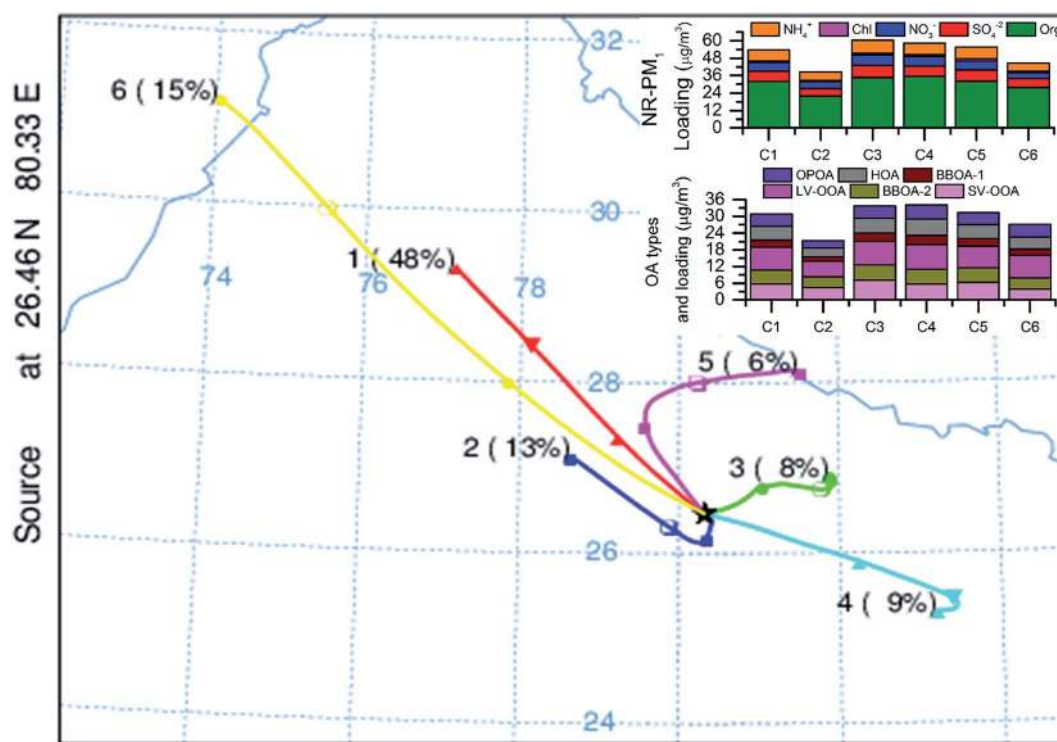 Source at 26.46 N 80.33 E
32
30
28
26
24
74
76
78
6 ( 15%)
1 ( 48%)
2 ( 13%)
5 ( 6%)
3 ( 8%)
4 ( 9%)
NH₄⁺ Chl NO₃⁻ SO₄⁻² Org
NR-PM₁
Loading (µg/m³)
60
48
36
24
12
0
C1 C2 C3 C4 C5 C6
OPOA HOA BBOA-1
LV-OOA BBOA-2 SV-OOA
OA types
and loading (µg/m³)
36
30
24
18
12
6
0
C1 C2 C3 C4 C5 C6